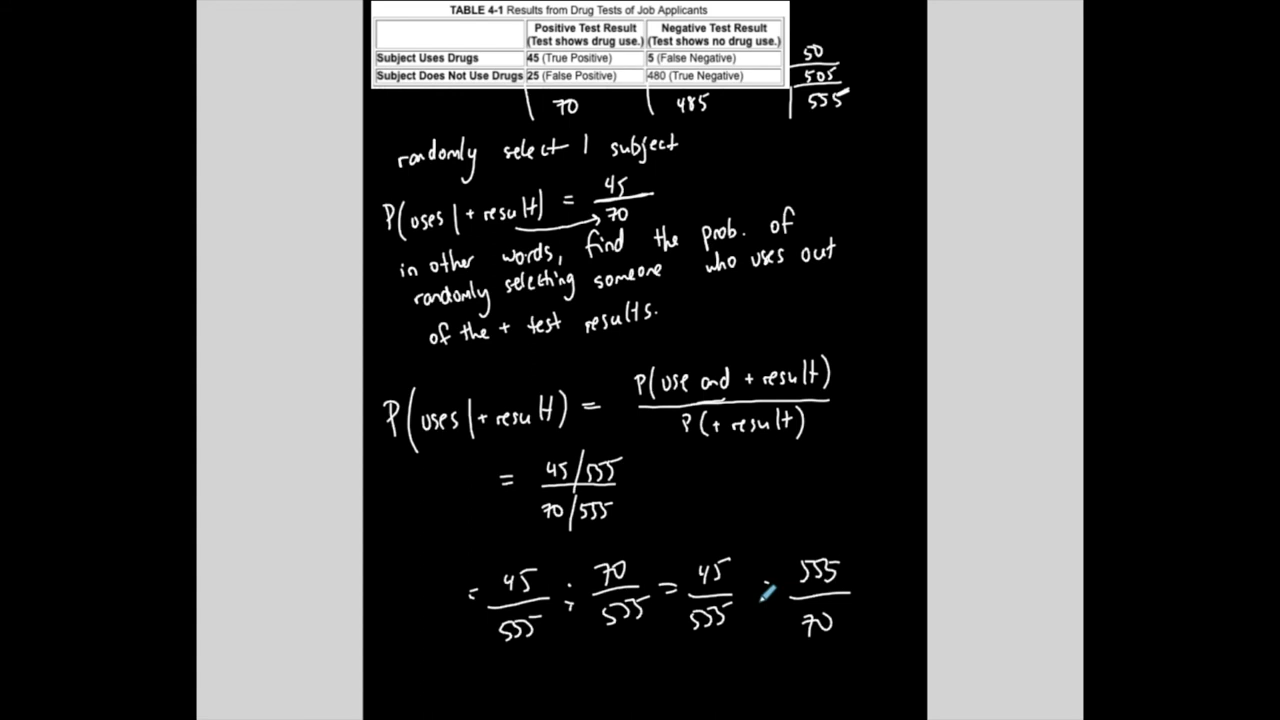 TABLE 4-1 Results from Drug Tests of Job Applicants
Positive Test Result Negative Test Result
(Test shows drug use.) (Test shows no drug use.)
Subject Uses Drugs 45 (True Positive) 5 (False Negative) 50
Subject Does Not Use Drugs 25 (False Positive) 480 (True Negative) 505
70 485 555
randomly select 1 subject
P(uses | + result) = 45/70
in other words, find the prob. of
randomly selecting someone who uses out
of the + test results.
P(uses | + result) = P(use and + result) / P(+ result)
= 45/555 / 70/555
= 45/555 ÷ 70/555 = 45/555 · 555/70